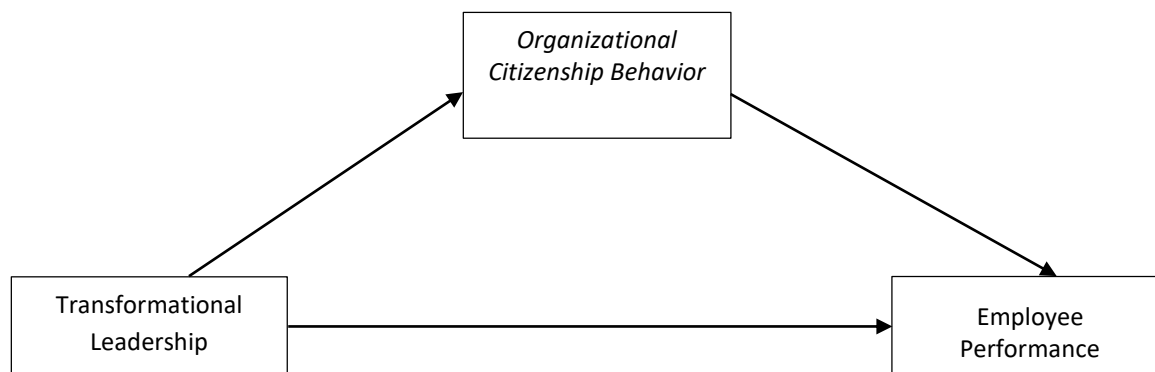 Organizational
Citizenship Behavior
Transformational
Leadership
Employee
Performance